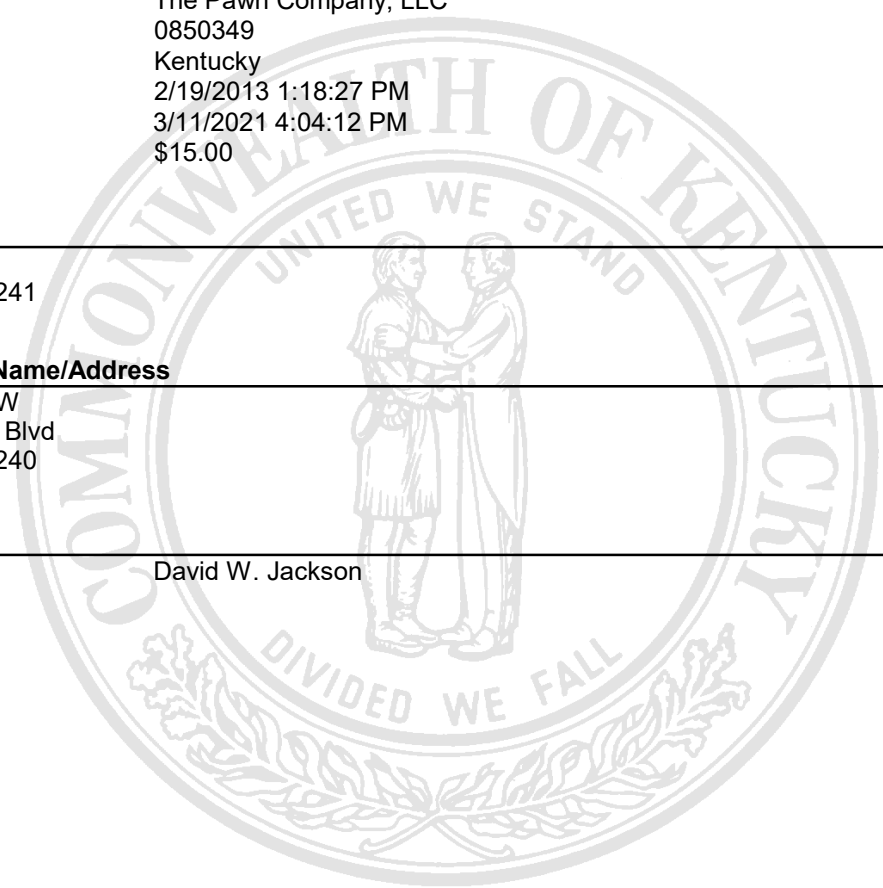 The Pawn Company, LLC
0850349
Kentucky
2/19/2013 1:18:27 PM
3/11/2021 4:04:12 PM
$15.00
COMMONWEALTH OF KENTUCKY
UNITED WE STAND
241
Name/Address
W
Blvd
240
David W. Jackson
DIVIDED WE FALL